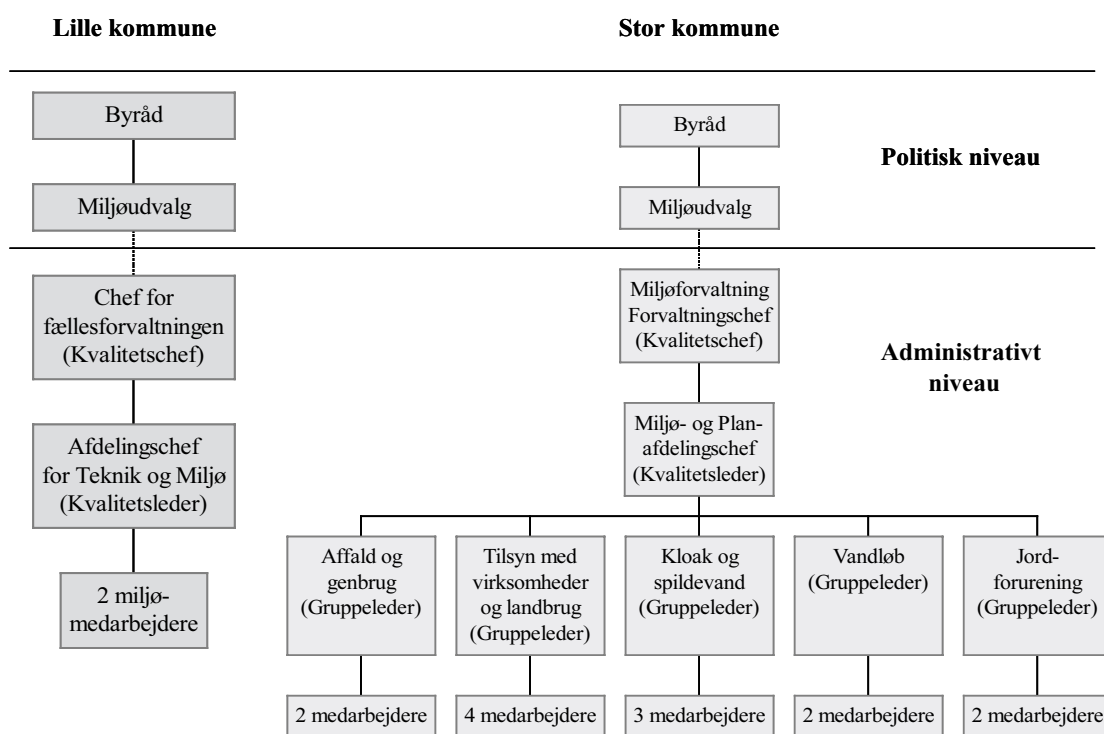 Lille kommune
Stor kommune
Byråd
Miljøudvalg
Byråd
Miljøudvalg
Politisk niveau
Chef for
fællesforvaltningen
(Kvalitetschef)
Afdelingschef
for Teknik og Miljø
(Kvalitetsleder)
2 miljø-
medarbejdere
Miljøforvaltning
Forvaltningschef
(Kvalitetschef)
Administrativt
niveau
Miljø- og Plan-
afdelingschef
(Kvalitetsleder)
Affald og
genbrug
(Gruppeleder)
Tilsyn med
virksomheder
og landbrug
(Gruppeleder)
Kloak og
spildevand
(Gruppeleder)
Vandløb
(Gruppeleder)
Jord-
forurening
(Gruppeleder)
2 medarbejdere
4 medarbejdere
3 medarbejdere
2 medarbejdere
2 medarbejdere